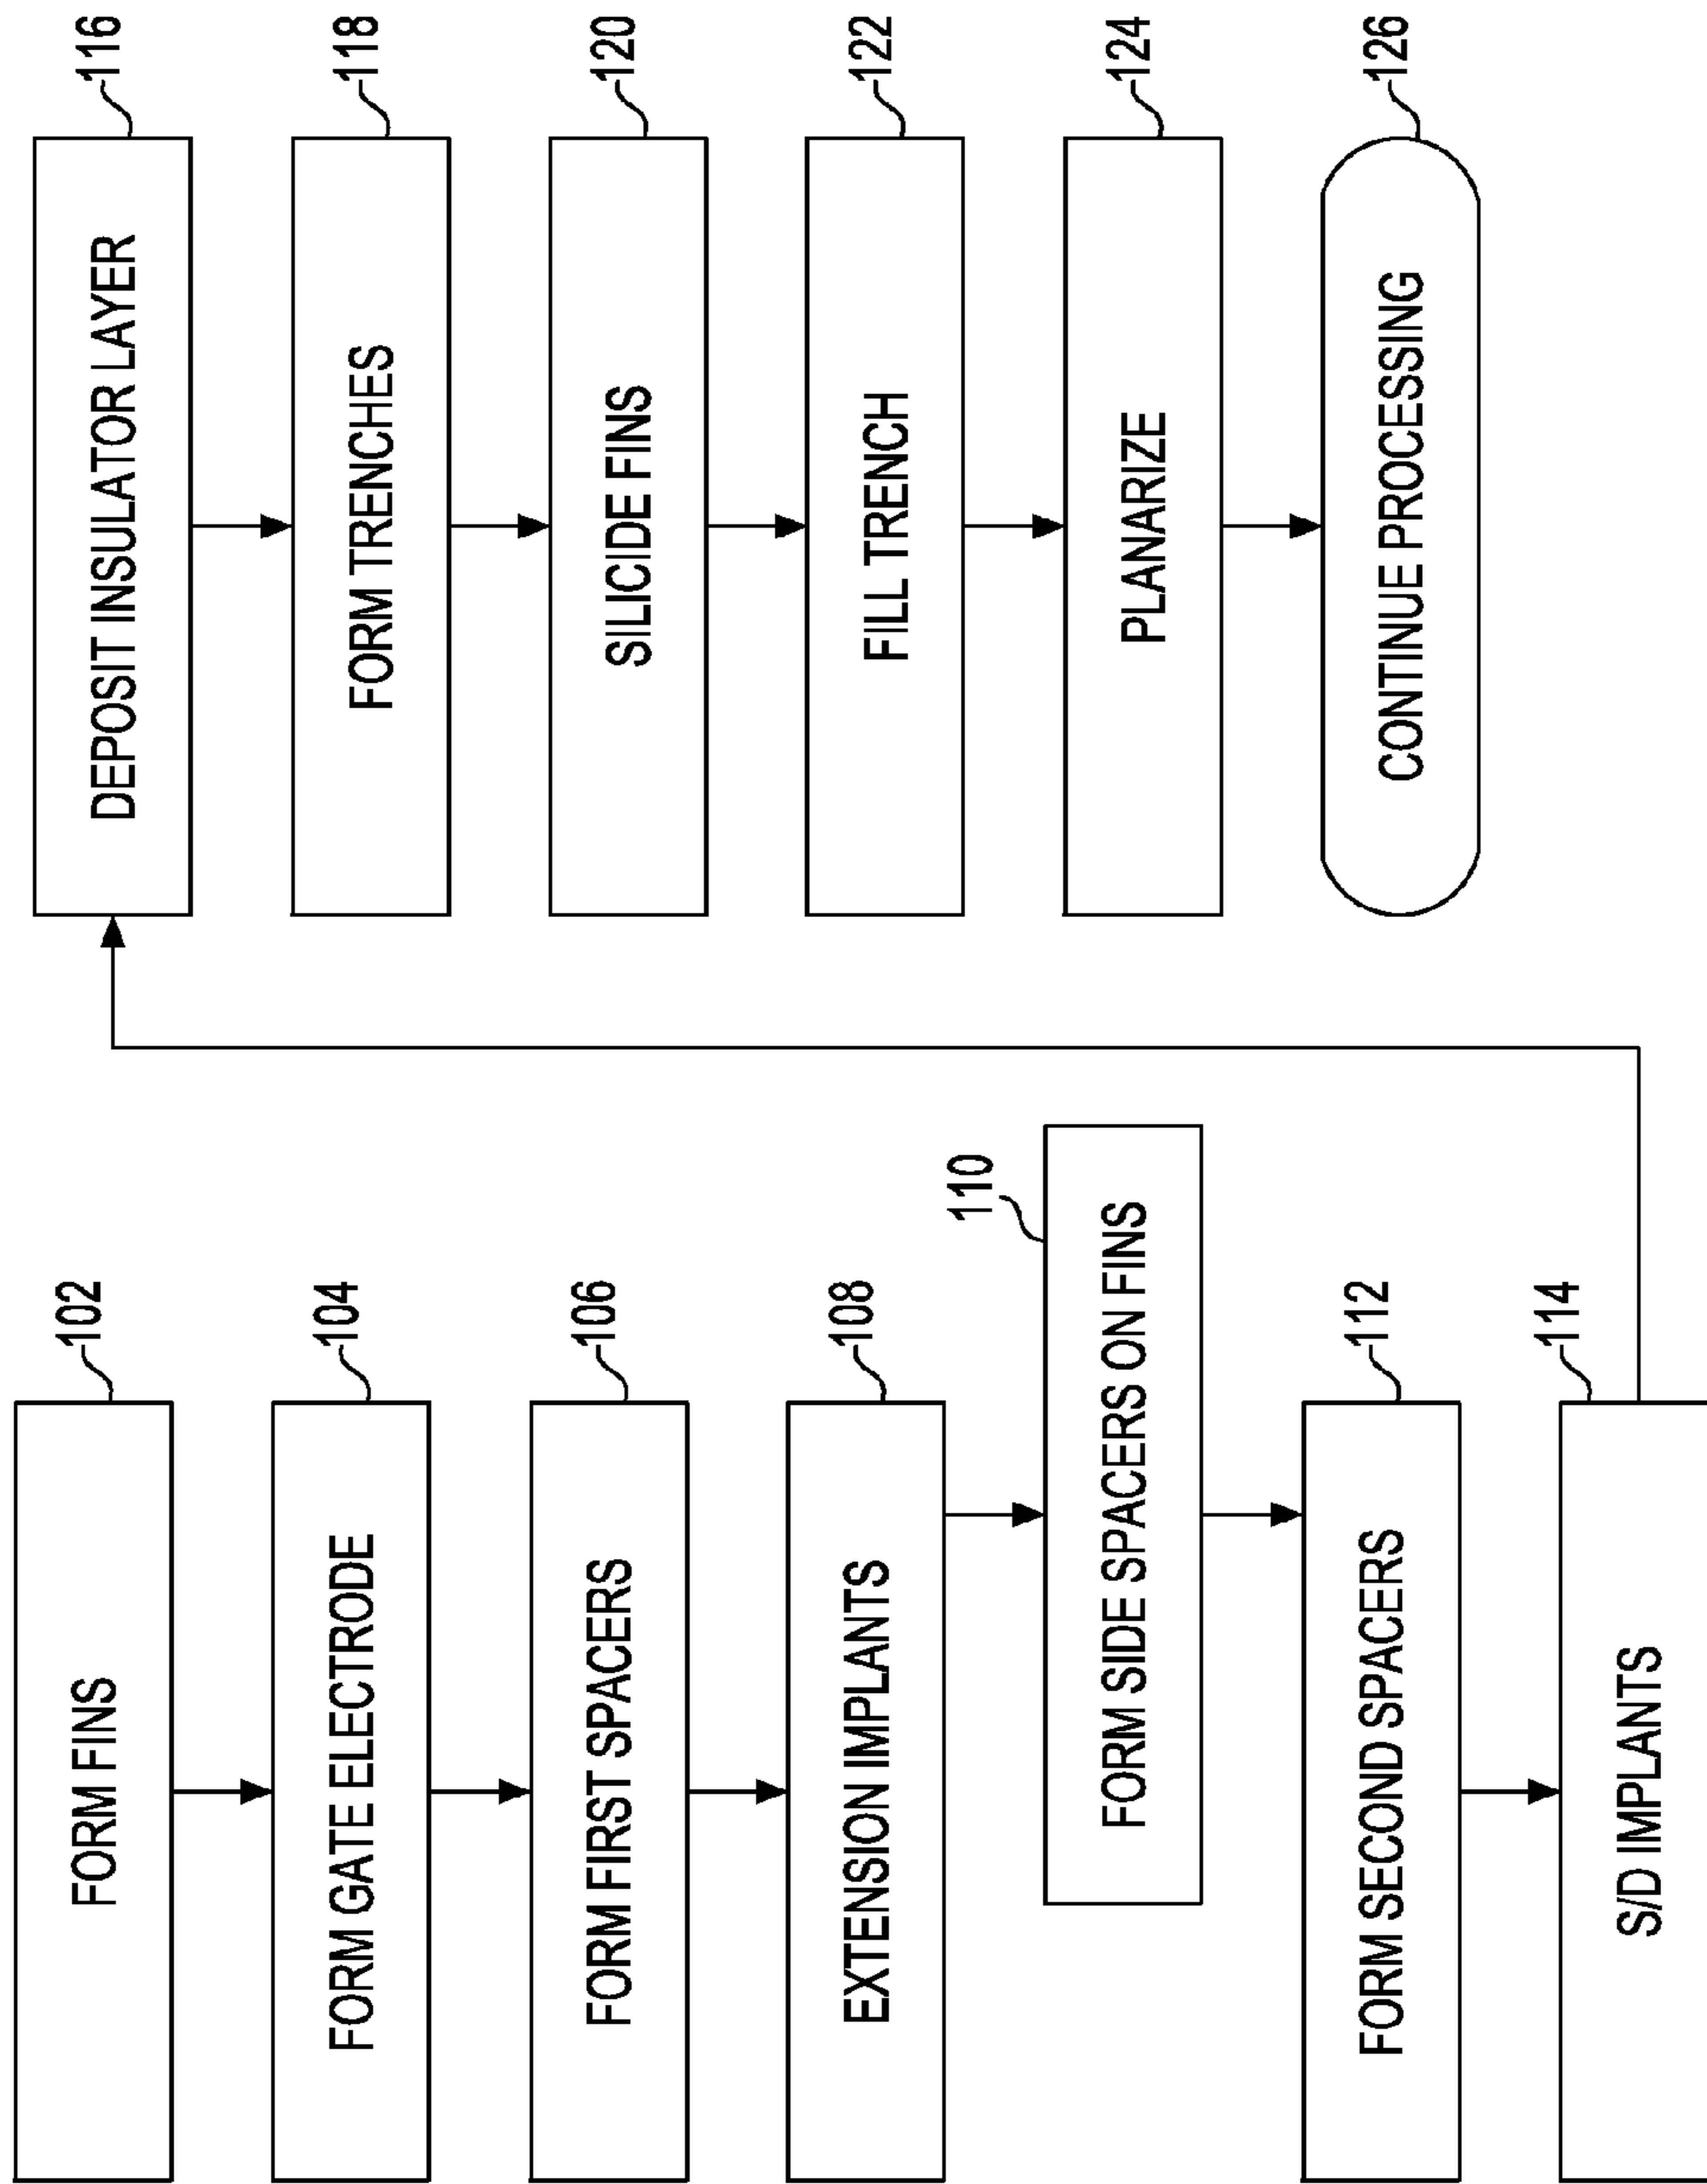 FORM FINS
102
FORM GATE ELECTRODE
104
FORM FIRST SPACERS
106
EXTENSION IMPLANTS
108
FORM SIDE SPACERS ON FINS
110
FORM SECOND SPACERS
112
S/D IMPLANTS
114
DEPOSIT INSULATOR LAYER
116
FORM TRENCHES
118
SILICIDE FINS
120
FILL TRENCH
122
PLANARIZE
124
CONTINUE PROCESSING
126